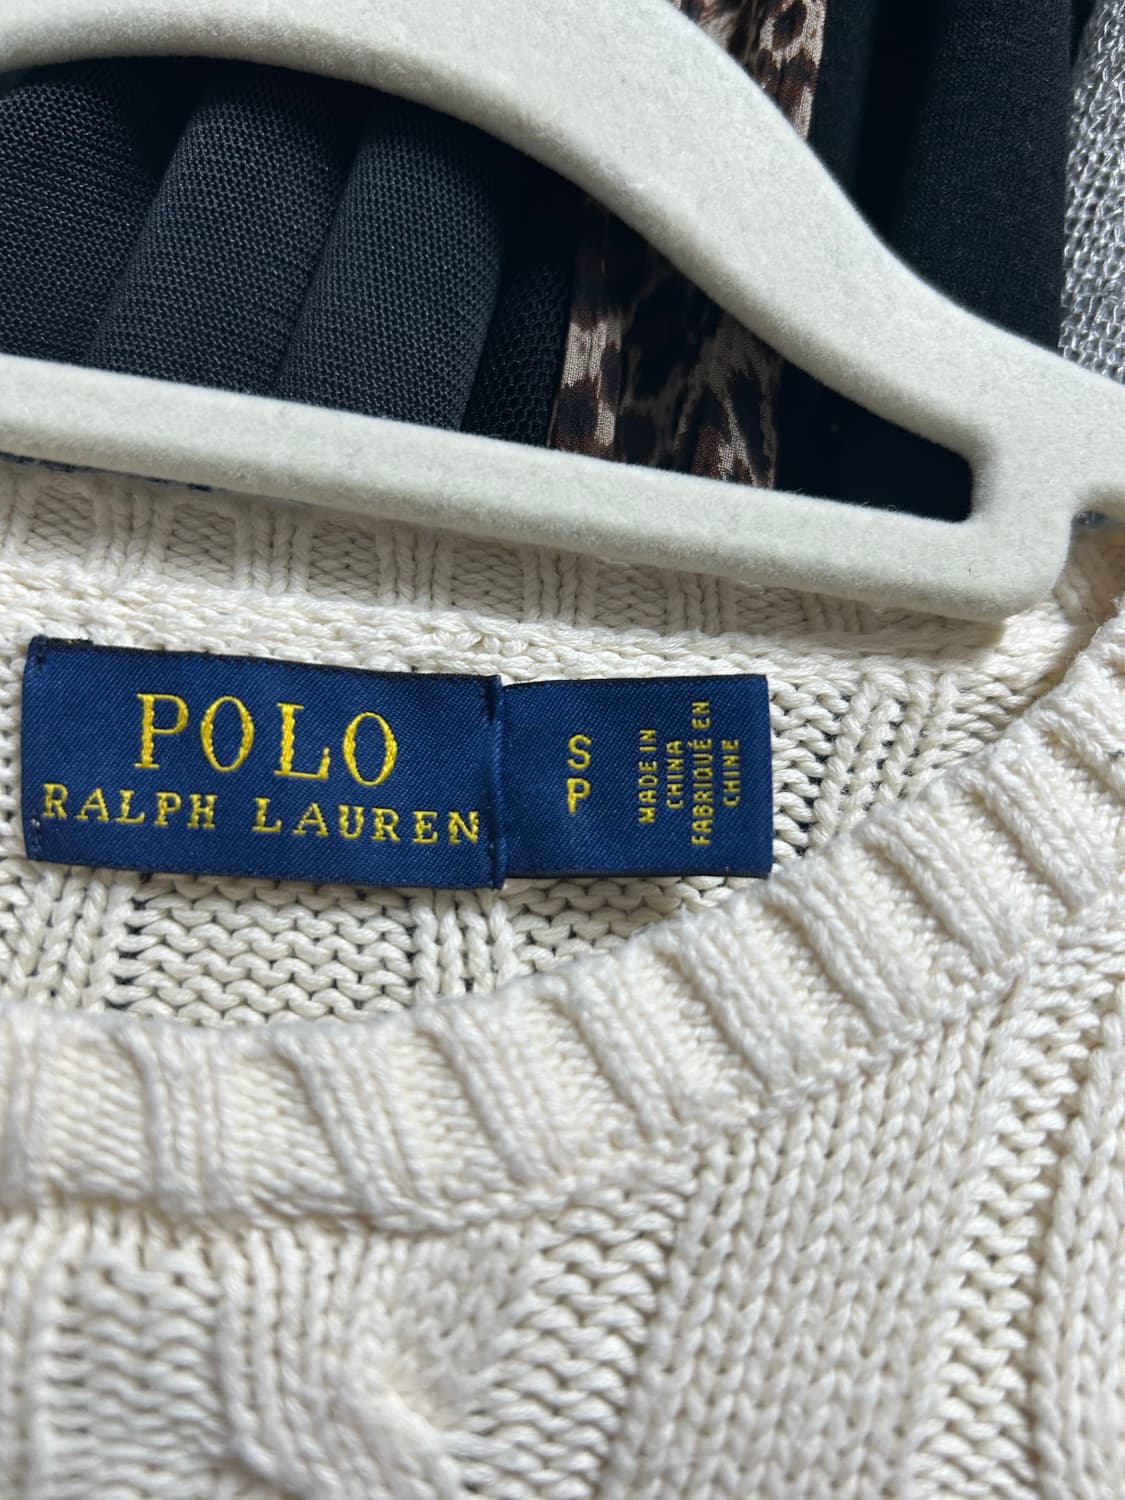 POLO
RALPH LAUREN
S
P
MADE IN
CHINA
FABRIQUÉ EN
CHINE